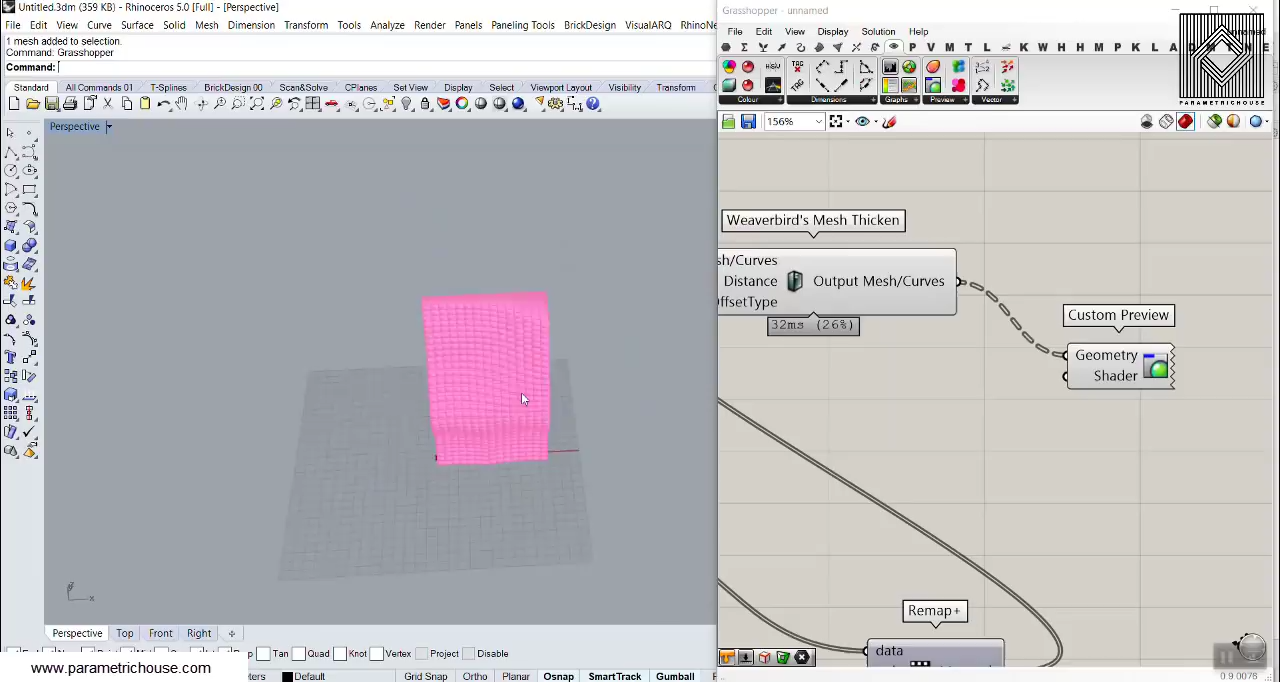 Untitled.3dm (359 KB) - Rhinoceros 5.0 [Full] - [Perspective]
File Edit View Curve Surface Solid Mesh Dimension Transform Tools Analyze Render Panels Paneling Tools BrickDesign VisualARQ RhinoNe
1 mesh added to selection.
Command: Grasshopper
Command:
Standard All Commands 01 T-Splines BrickDesign 00 Scan&Solve CPlanes Set View Display Select Viewport Layout Visibility Transform
Perspective
Perspective Top Front Right
Tan Quad Knot Vertex Project Disable
Default Grid Snap Ortho Planar Osnap SmartTrack Gumball
www.parametrichouse.com
Grasshopper - unnamed
File Edit View Display Solution Help
P V M T L K W H H M P K L A
Colour Dimensions Graphs Preview Vector
PARAMETRICHOUSE
156%
Weaverbird's Mesh Thicken
sh/Curves
Distance
Output Mesh/Curves
OffsetType
32ms (26%)
Custom Preview
Geometry
Shader
Remap+
data
0.9.0076